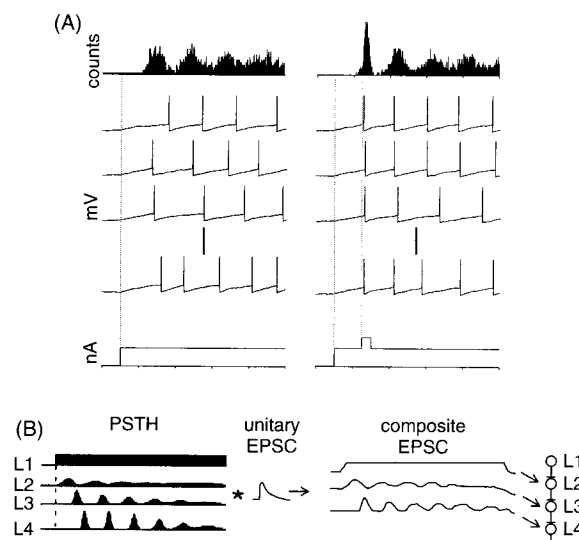 (A)
counts
mV
nA
(B)
PSTH
unitary EPSC
composite EPSC
L1
L2
L3
L4
*
L1
L2
L3
L4